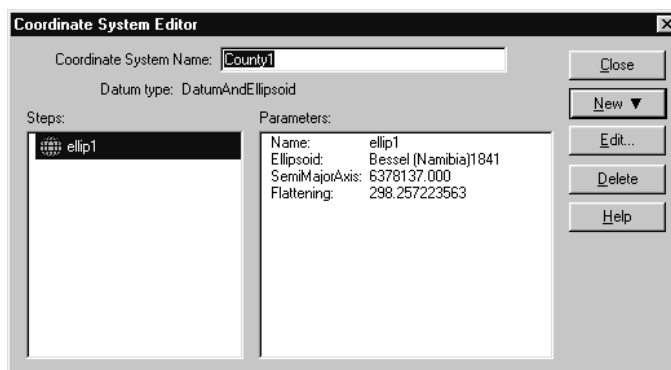 Coordinate System Editor
Coordinate System Name: County1
Datum type: DatumAndEllipsoid
Steps:
ellip1
Parameters:
Name: ellip1
Ellipsoid: Bessel (Namibia)1841
SemiMajorAxis: 6378137.000
Flattening: 298.257223563
Close
New ▼
Edit...
Delete
Help